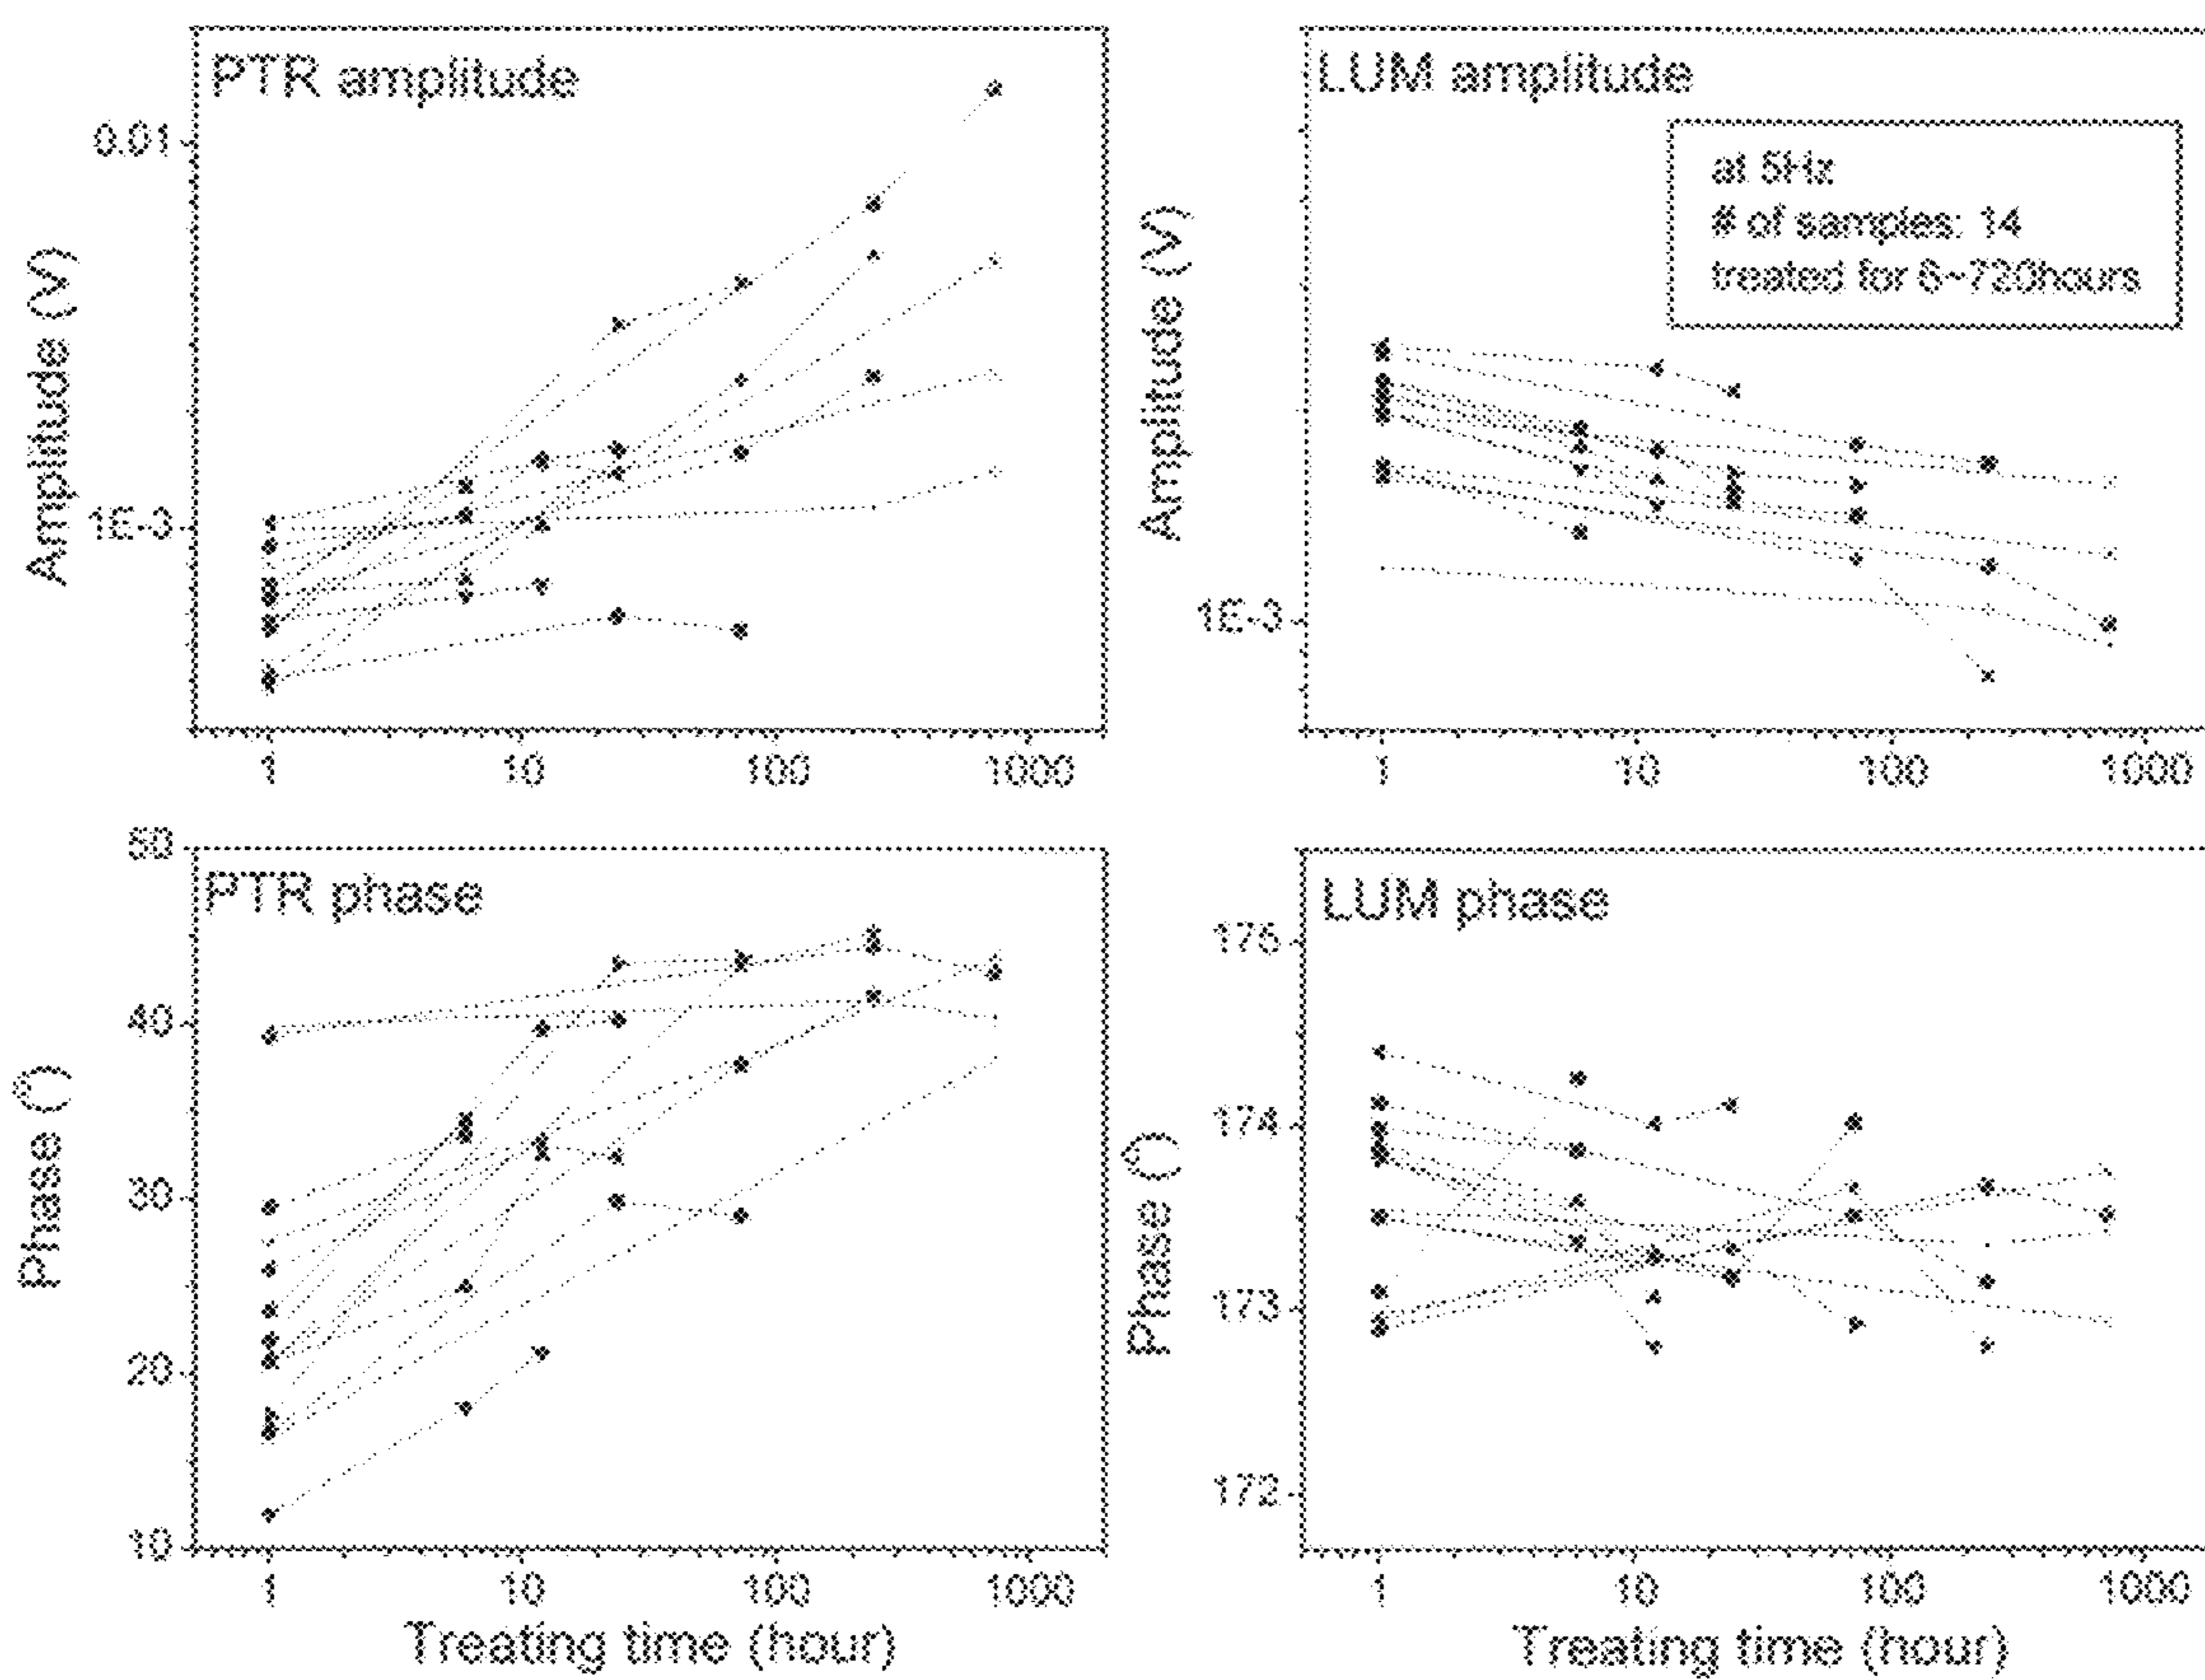 PTR amplitude
Amplitude (V)
0.01
1E-3
1
10
100
1000
LUM amplitude
at 5Hz
# of samples: 14
treated for 6~720hours
Amplitude (V)
1E-3
1
10
100
1000
PTR phase
Phase (°)
50
40
30
20
10
1
10
100
1000
Treating time (hour)
LUM phase
Phase (°)
175
174
173
172
1
10
100
1000
Treating time (hour)